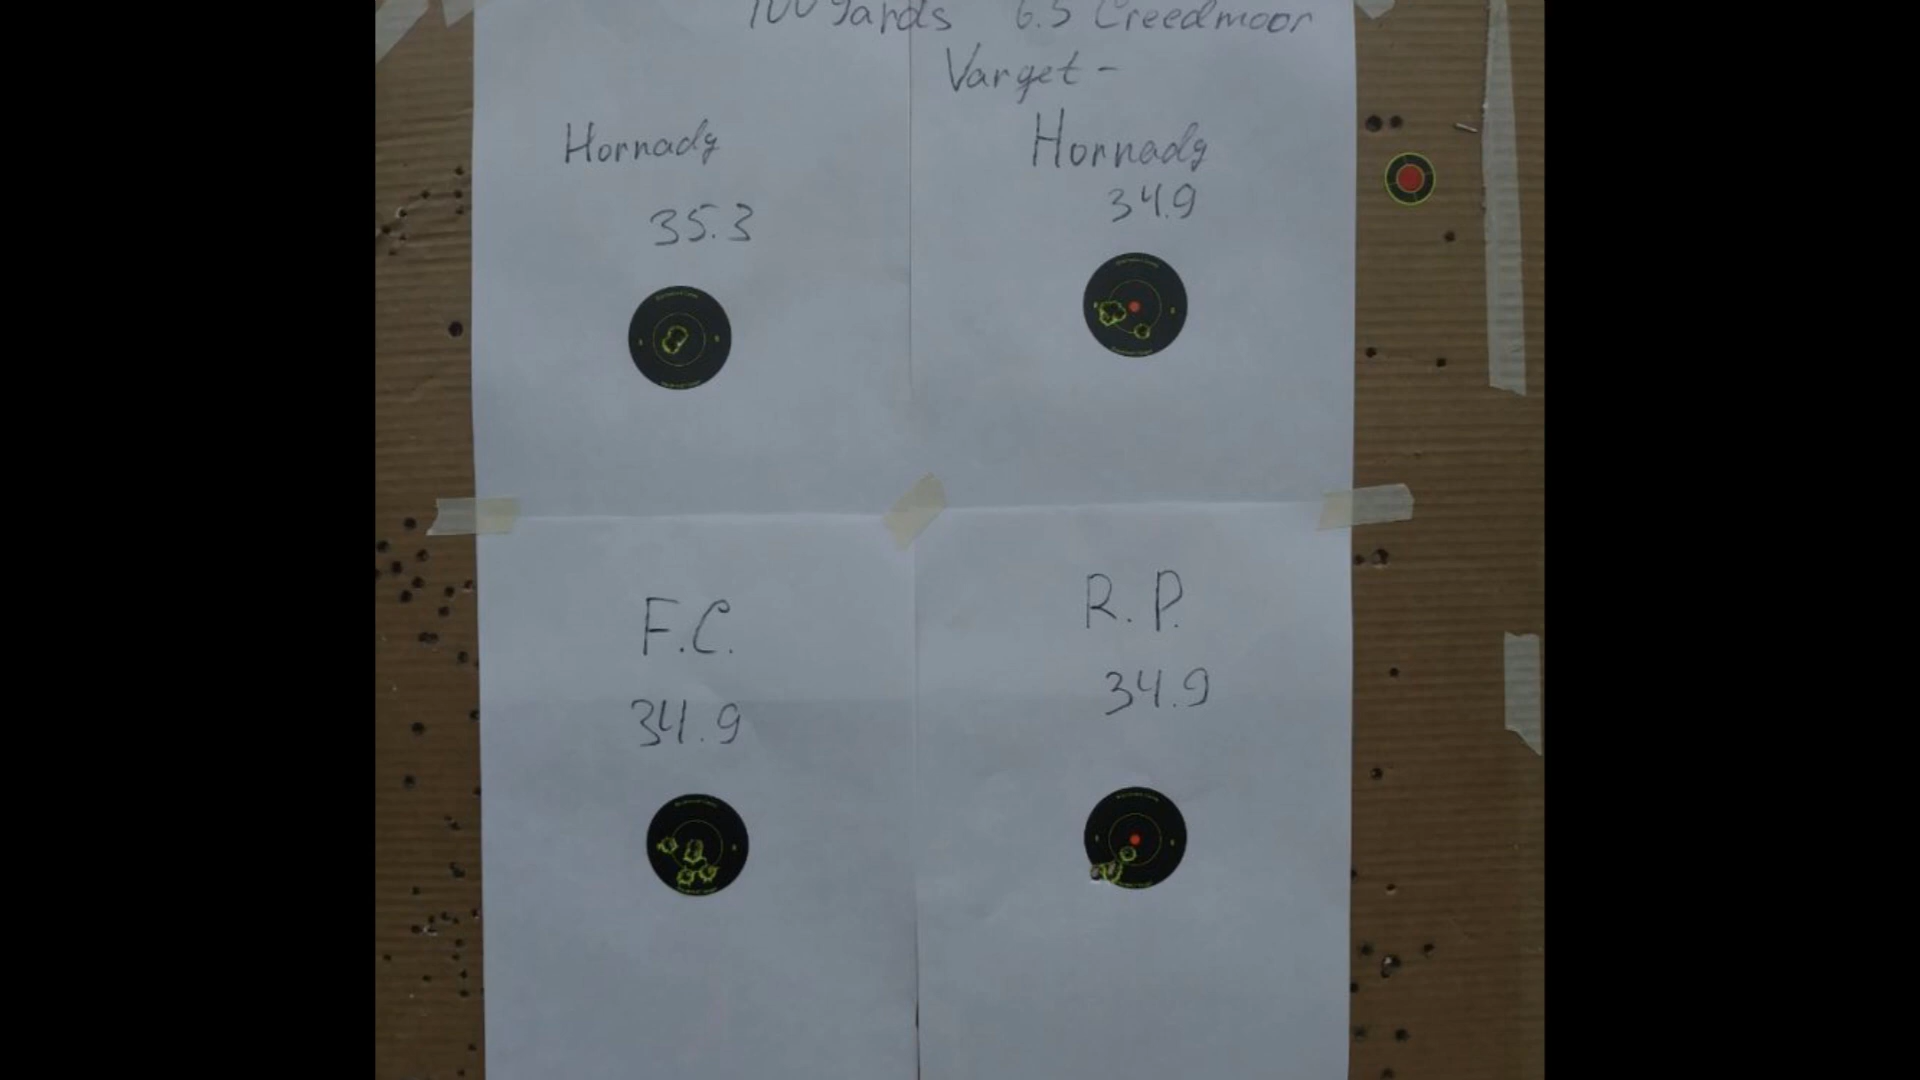 100 yards 6.5 Creedmoor
Varget -
Hornady
35.3
Hornady
34.9
F.C.
34.9
R.P.
34.9